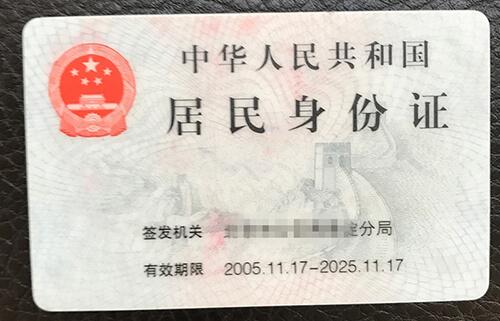 中华人民共和国
居民身份证
签发机关 分局
有效期限 2005.11.17-2025.11.17